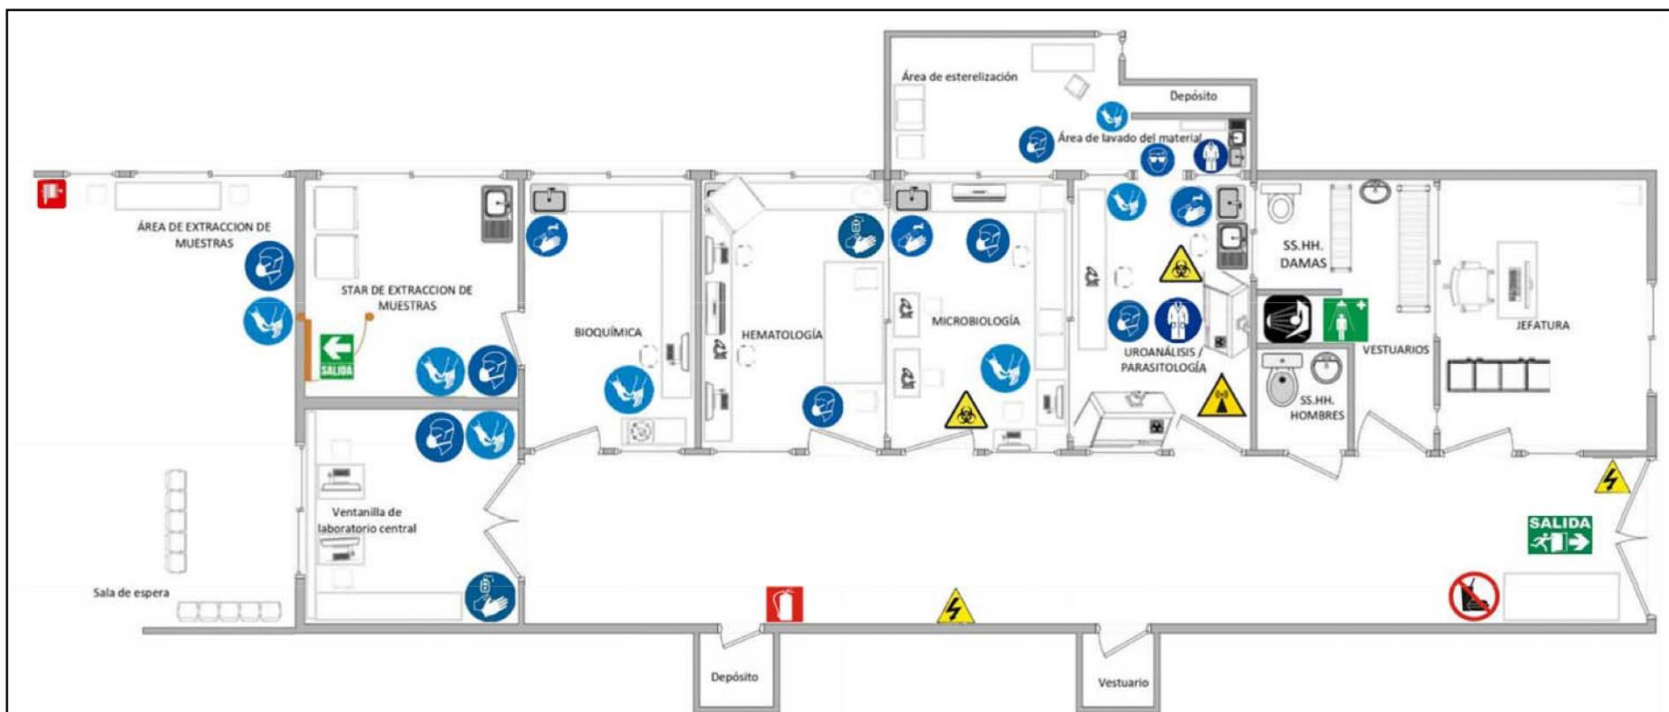 Área de esterelización
Depósito
Área de lavado del material
ÁREA DE EXTRACCION DE
MUESTRAS
STAR DE EXTRACCION DE
MUESTRAS
SALIDA
BIOQUÍMICA
HEMATOLOGÍA
MICROBIOLOGÍA
UROANÁLISIS /
PARASITOLOGÍA
SS.HH.
DAMAS
VESTUARIOS
SS.HH.
HOMBRES
JEFATURA
Ventanilla de
laboratorio central
Sala de espera
SALIDA
Depósito
Vestuario